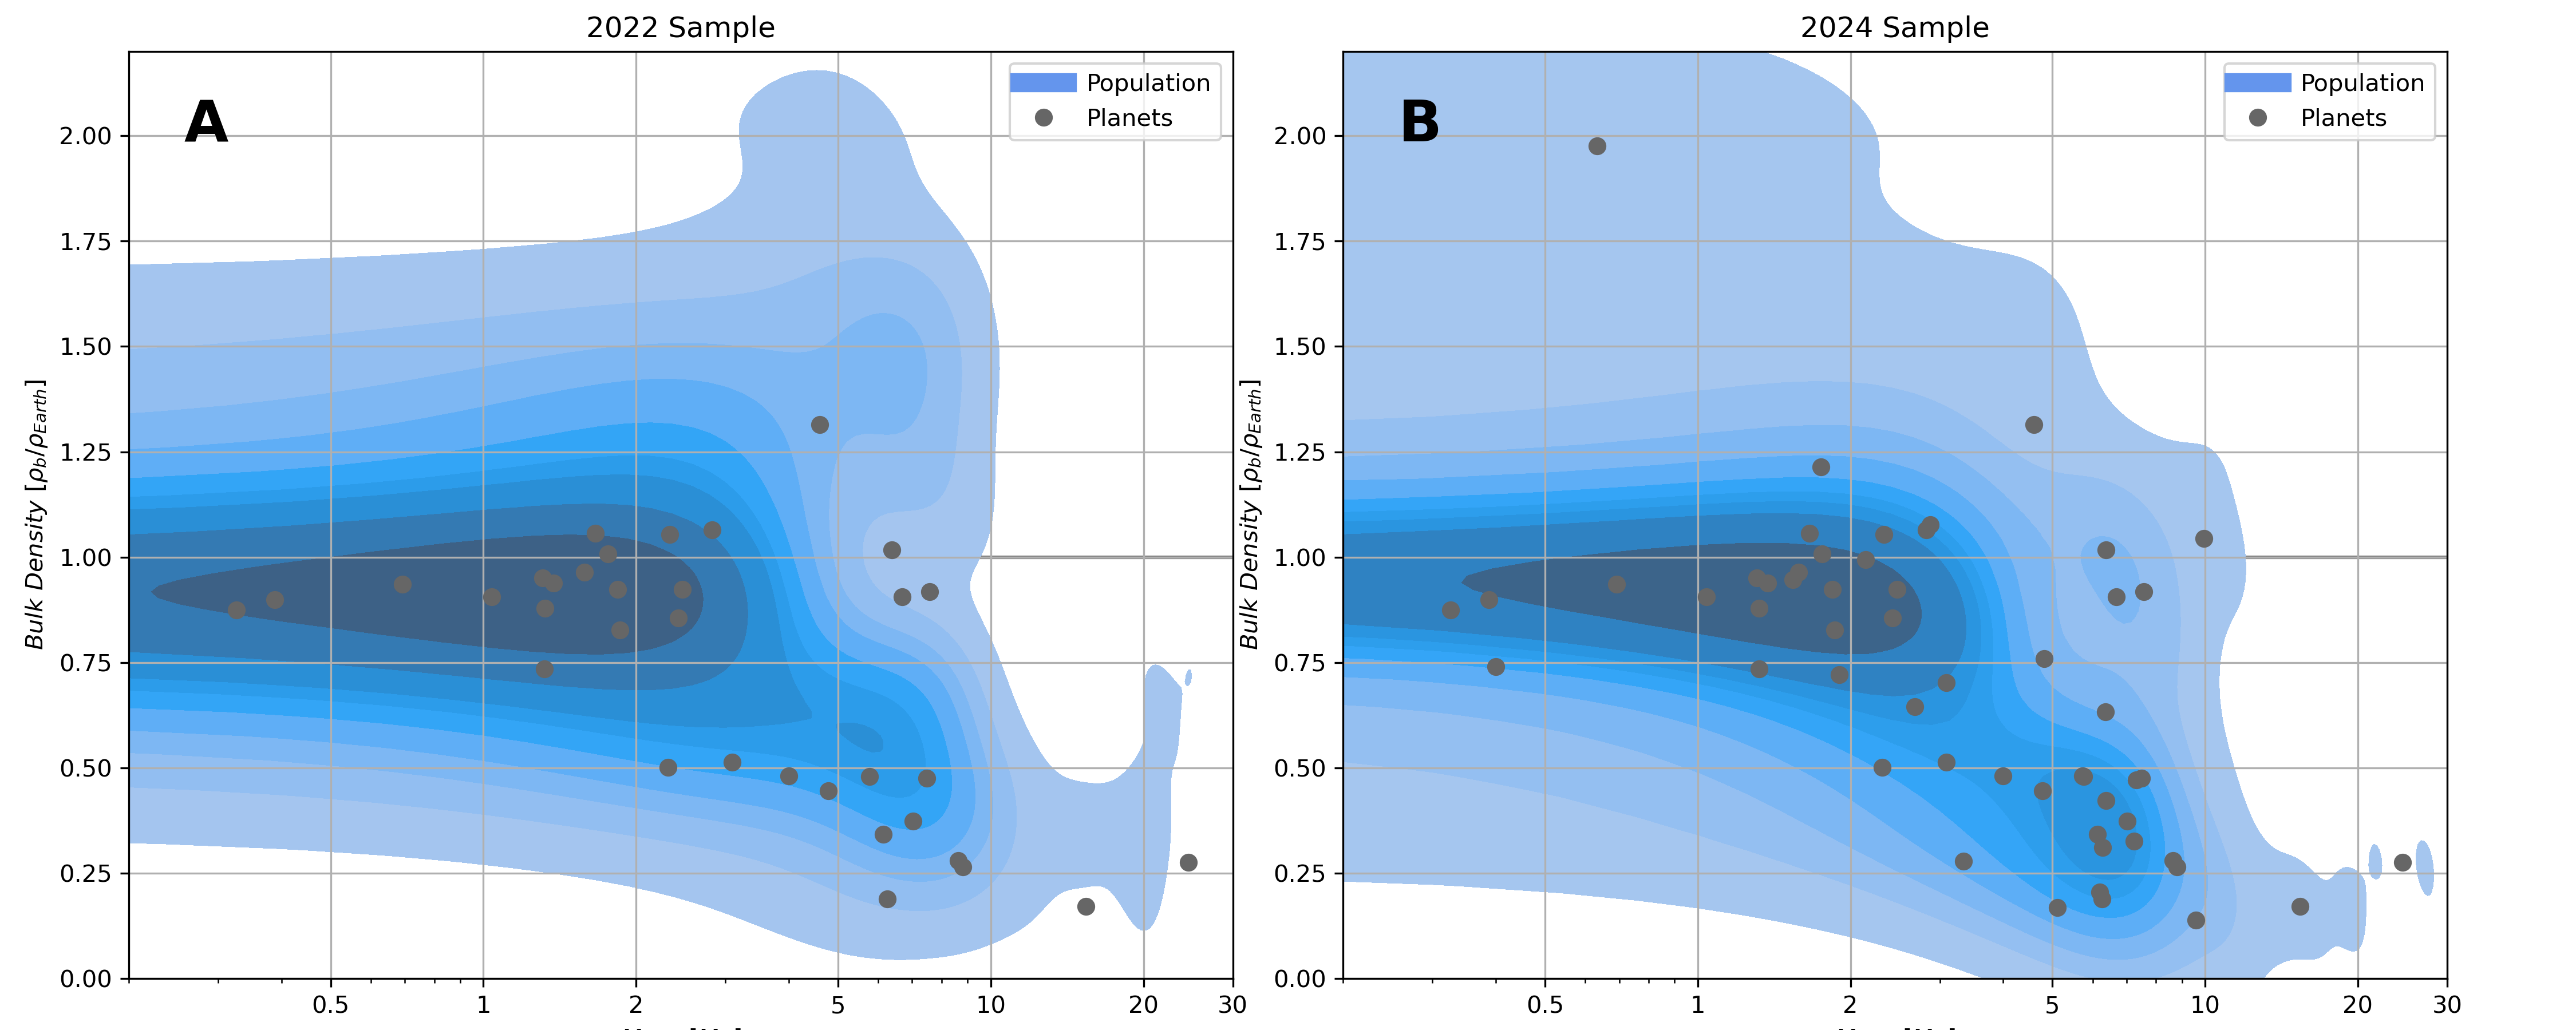 2022 Sample
A
Population
Planets
Bulk Density [ρb/ρEarth]
2.00
1.75
1.50
1.25
1.00
0.75
0.50
0.25
0.00
0.5 1 2 5 10 20 30
2024 Sample
B
Population
Planets
Bulk Density [ρb/ρEarth]
2.00
1.75
1.50
1.25
1.00
0.75
0.50
0.25
0.00
0.5 1 2 5 10 20 30